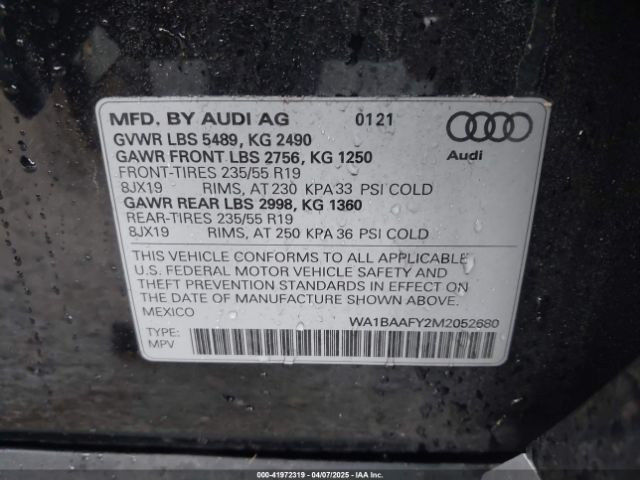 MFD. BY AUDI AG 0121
GVWR LBS 5489, KG 2490
GAWR FRONT LBS 2756, KG 1250
Audi
FRONT-TIRES 235/55 R19
8JX19 RIMS, AT 230 KPA 33 PSI COLD
GAWR REAR LBS 2998, KG 1360
REAR-TIRES 235/55 R19
8JX19 RIMS, AT 250 KPA 36 PSI COLD
THIS VEHICLE CONFORMS TO ALL APPLICABLE
U.S. FEDERAL MOTOR VEHICLE SAFETY AND
THEFT PREVENTION STANDARDS IN EFFECT ON
THE DATE OF MANUFACTURE SHOWN ABOVE.
MEXICO
WA1BAAFY2M2052680
TYPE:
MPV
000-41972319 - 04/07/2025 - IAAI.COM